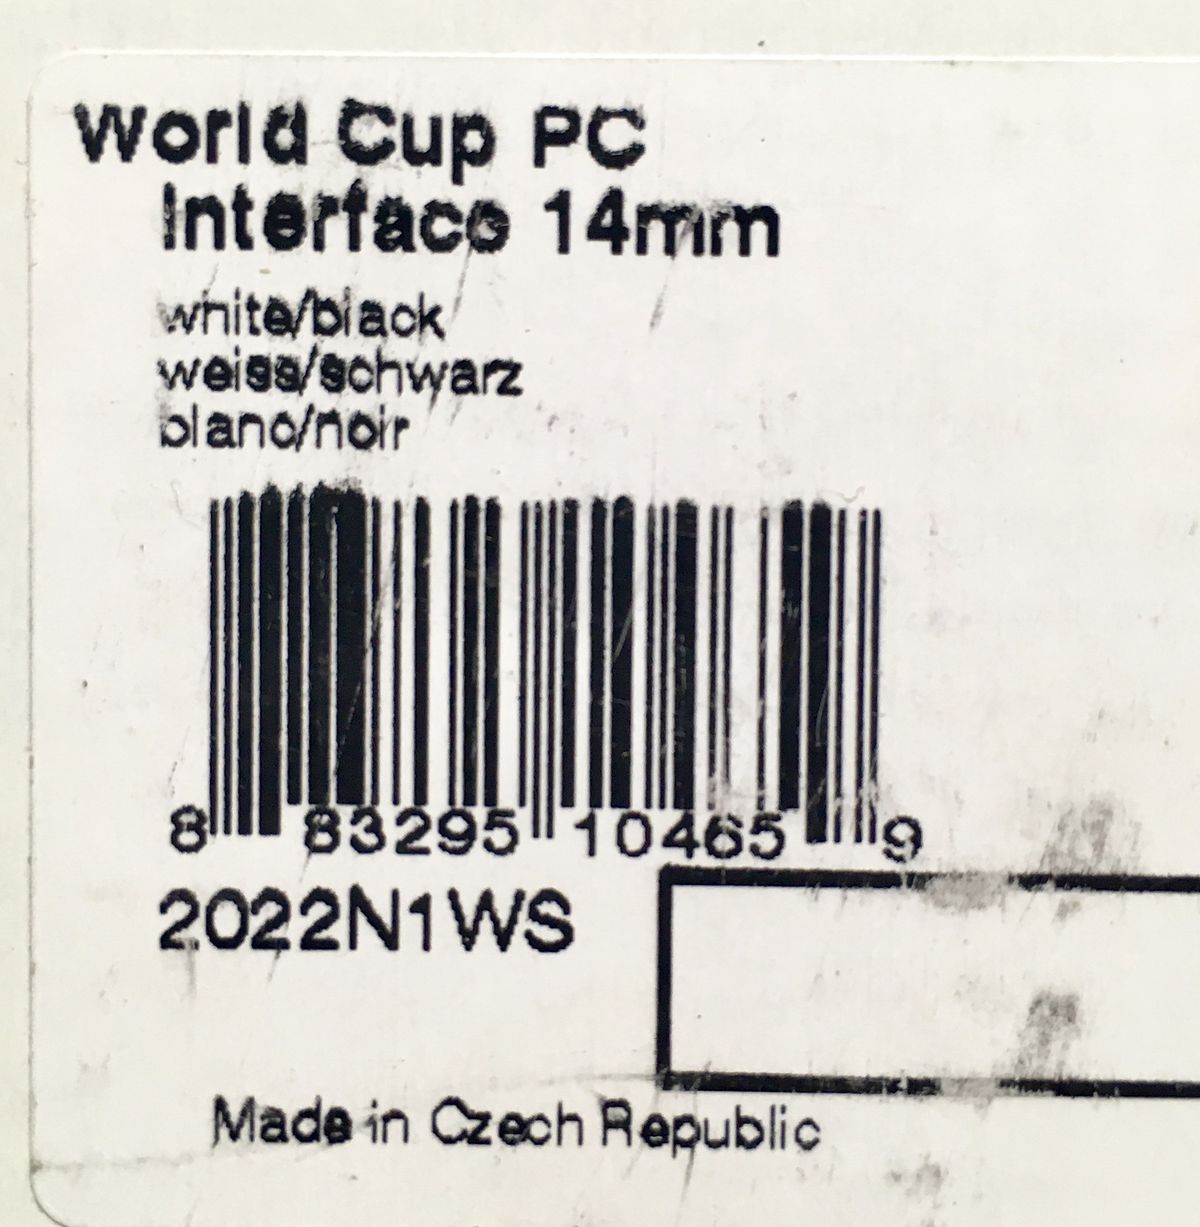 World Cup PC
Interface 14mm
white/black
weiss/schwarz
blanc/noir
8 83295 10465 9
2022N1WS
Made in Czech Republic